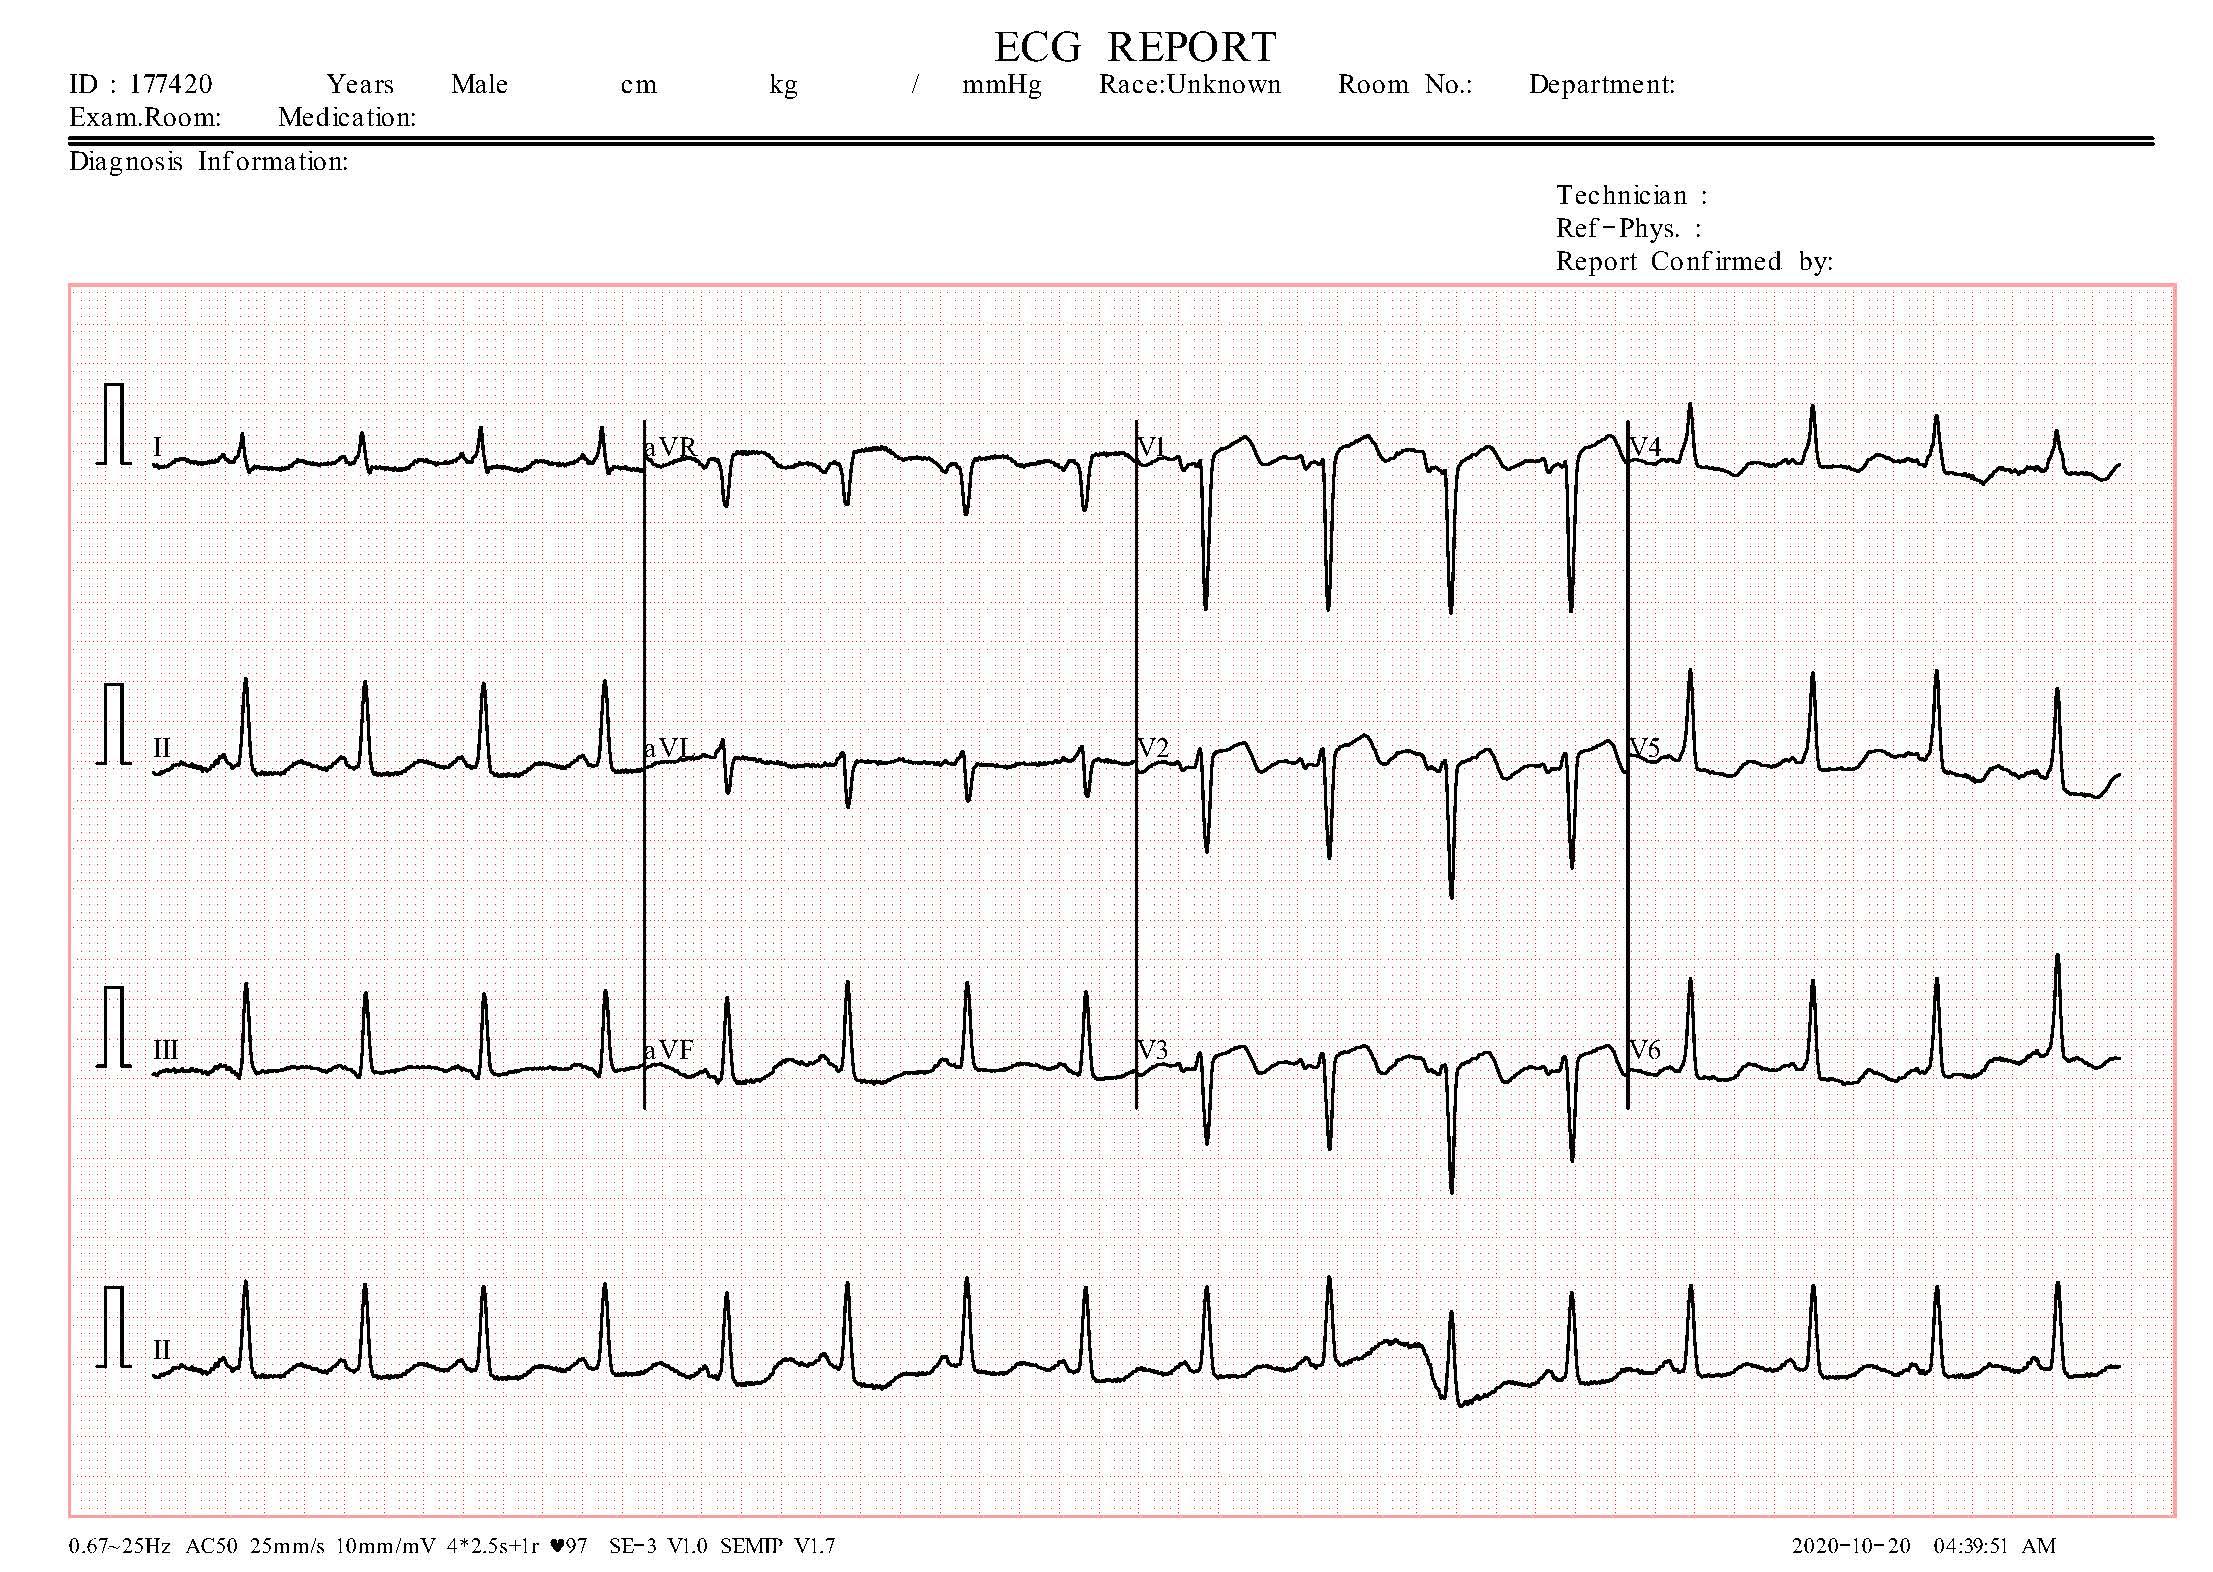 ECG REPORT
ID : 177420 Years Male cm kg / mmHg Race:Unknown Room No.: Department:
Exam.Room: Medication:
Diagnosis Information:
Technician :
Ref-Phys. :
Report Confirmed by:
I aVR V1 V4
II aVL V2 V5
III aVF V3 V6
II
0.67~25Hz AC50 25mm/s 10mm/mV 4*2.5s+1r ♥97 SE-3 V1.0 SEMIP V1.7 2020-10-20 04:39:51 AM